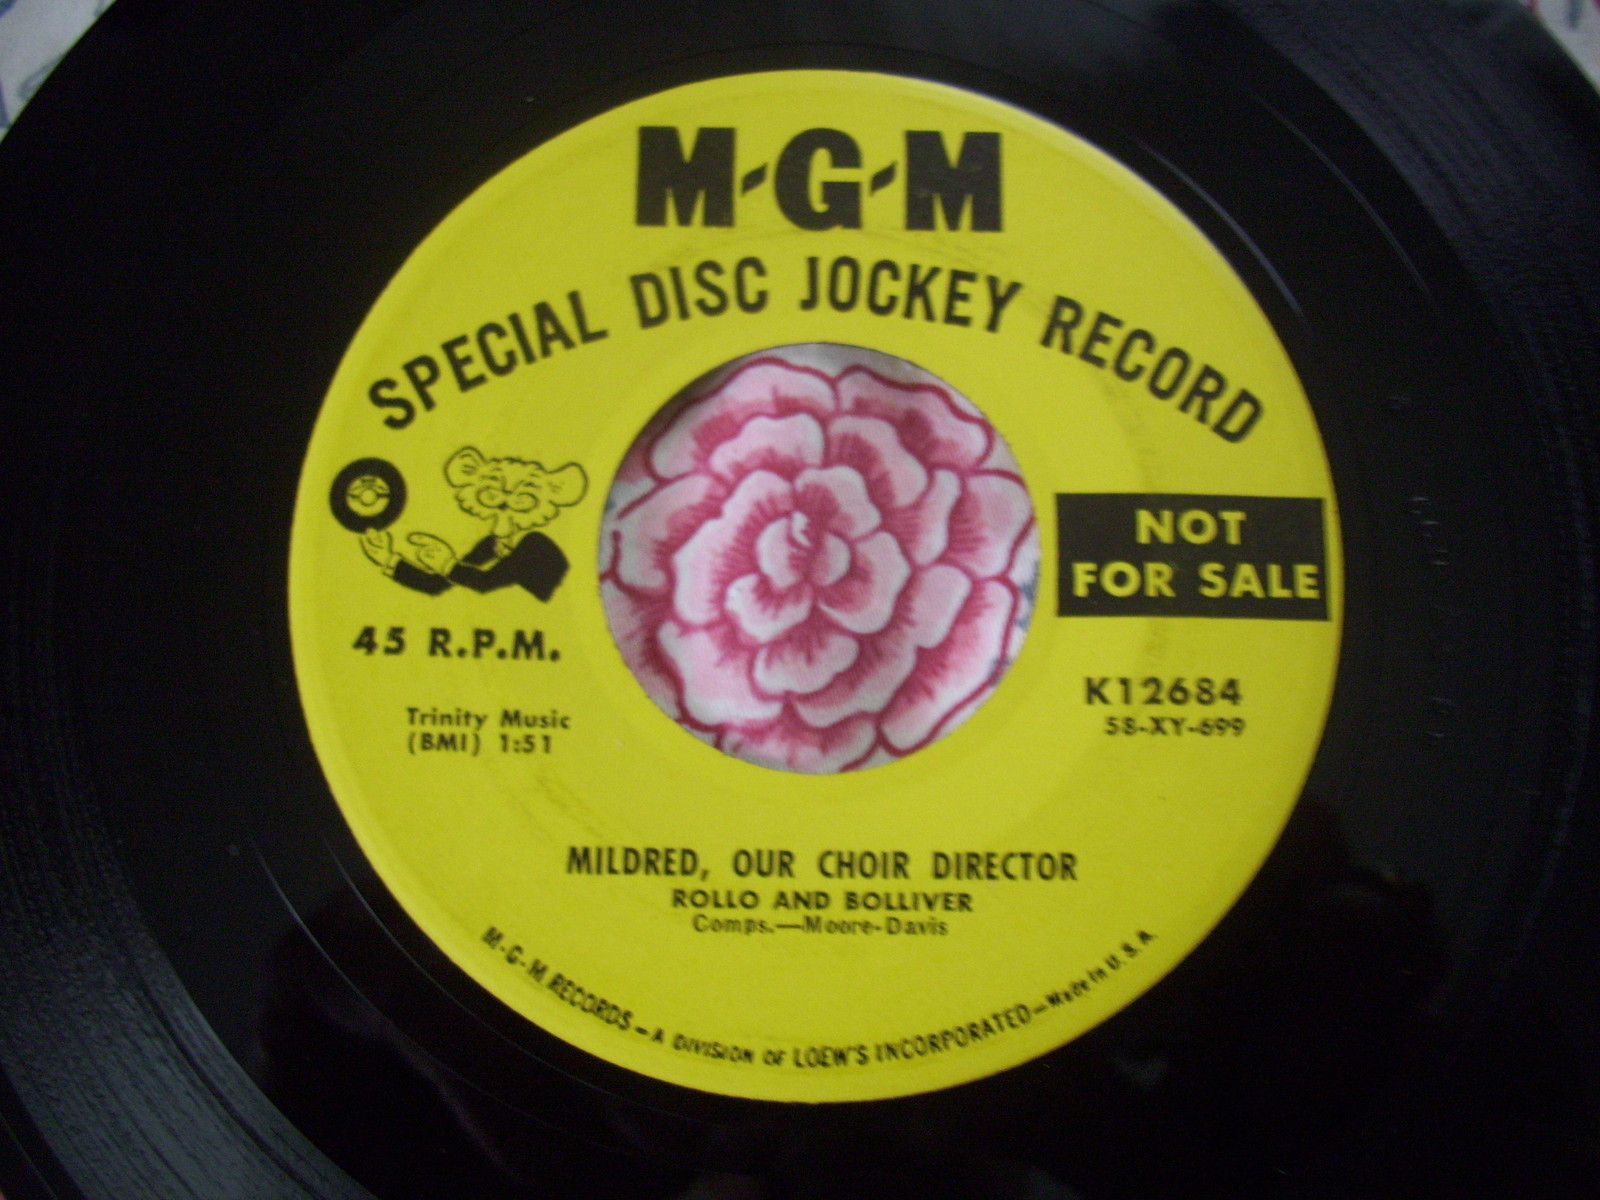 M-G-M
SPECIAL DISC JOCKEY RECORD
NOT
FOR SALE
45 R.P.M.
Trinity Music
(BMI) 1:51
K12684
58-XY-699
MILDRED, OUR CHOIR DIRECTOR
ROLLO AND BOLLIVER
Comps.—Moore-Davis
M-G-M RECORDS—A DIVISION OF LOEW'S INCORPORATED—Made in U. S. A.